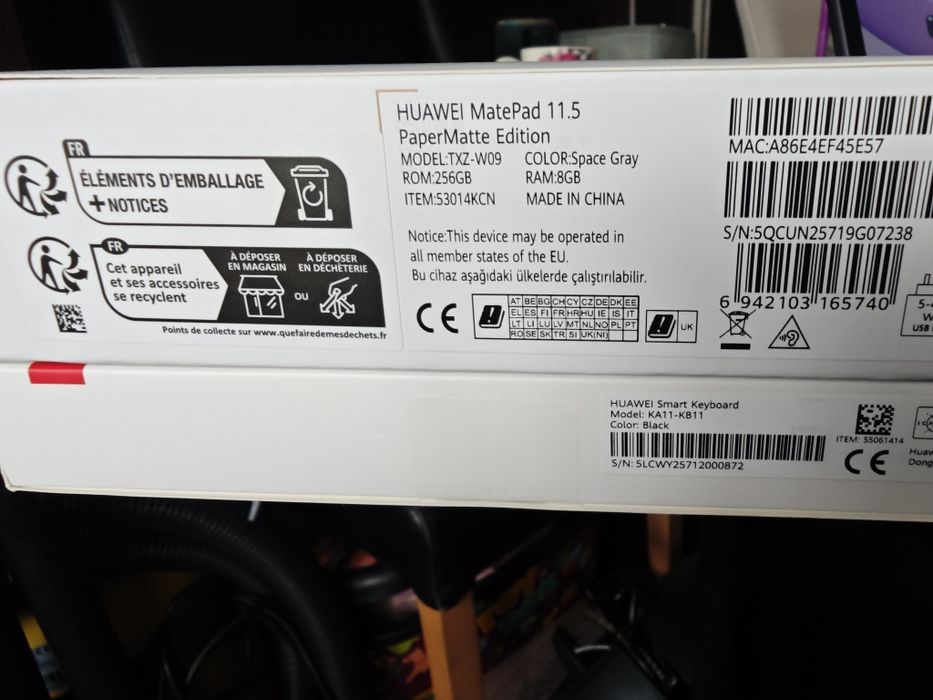 FR
ÉLÉMENTS D'EMBALLAGE
+ NOTICES
FR
Cet appareil
et ses accessoires
se recyclent
À DÉPOSER
EN MAGASIN
OU
À DÉPOSER
EN DÉCHÈTERIE
Points de collecte sur www.quefairedemesdechets.fr
HUAWEI MatePad 11.5
PaperMatte Edition
MODEL:TXZ-W09 COLOR:Space Gray
ROM:256GB RAM:8GB
ITEM:53014KCN MADE IN CHINA
Notice:This device may be operated in
all member states of the EU.
Bu cihaz aşağıdaki ülkelerde çalıştırılabilir.
CE
AT BE BG CH CY CZ DE DK EE
EL ES FI FR HR HU IE IS IT
LT LI LU LV MT NL NO PL PT
RO SE SK TR SI UK(NI)
UK
MAC:A86E4EF45E57
S/N:5QCUN25719G07238
6 942103 165740
USB
HUAWEI Smart Keyboard
Model: KA11-KB11
Color: Black
S/N: 5LCWY25712000872
ITEM: 55061414
CE